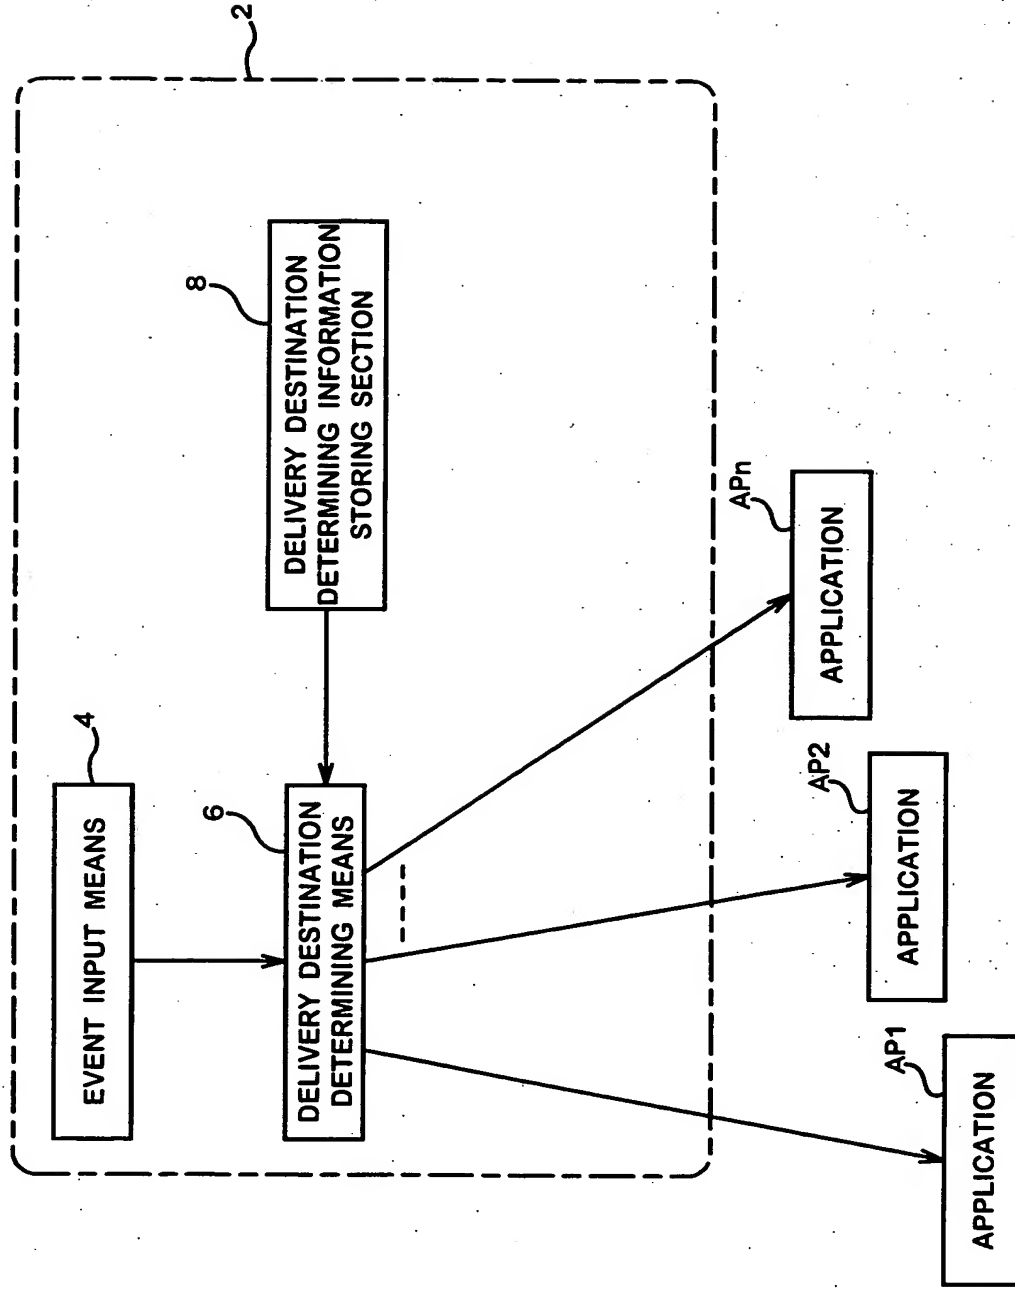 2
EVENT INPUT MEANS
4
DELIVERY DESTINATION
DETERMINING MEANS
6
DELIVERY DESTINATION
DETERMINING INFORMATION
STORING SECTION
8
APPLICATION
AP1
APPLICATION
AP2
APPLICATION
APn